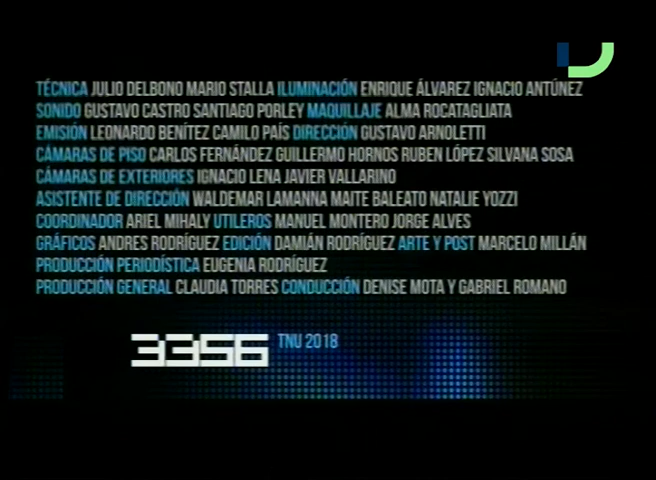 TÉCNICA JULIO DELBONO MARIO STALLA ILUMINACIÓN ENRIQUE ÁLVAREZ IGNACIO ANTÚNEZ
SONIDO GUSTAVO CASTRO SANTIAGO PORLEY MAQUILLAJE ALMA ROCATAGLIATA
EMISIÓN LEONARDO BENÍTEZ CAMILO PAÍS DIRECCIÓN GUSTAVO ARNOLETTI
CÁMARAS DE PISO CARLOS FERNÁNDEZ GUILLERMO HORNOS RUBEN LÓPEZ SILVANA SOSA
CÁMARAS DE EXTERIORES IGNACIO LENA JAVIER VALLARINO
ASISTENTE DE DIRECCIÓN WALDEMAR LAMANNA MAITE BALEATO NATALIE YOZZI
COORDINADOR ARIEL MIHALY UTILEROS MANUEL MONTERO JORGE ALVES
GRÁFICOS ANDRES RODRÍGUEZ EDICIÓN DAMIÁN RODRÍGUEZ ARTE Y POST MARCELO MILLÁN
PRODUCCIÓN PERIODÍSTICA EUGENIA RODRÍGUEZ
PRODUCCIÓN GENERAL CLAUDIA TORRES CONDUCCIÓN DENISE MOTA Y GABRIEL ROMANO
3356 TNU 2018